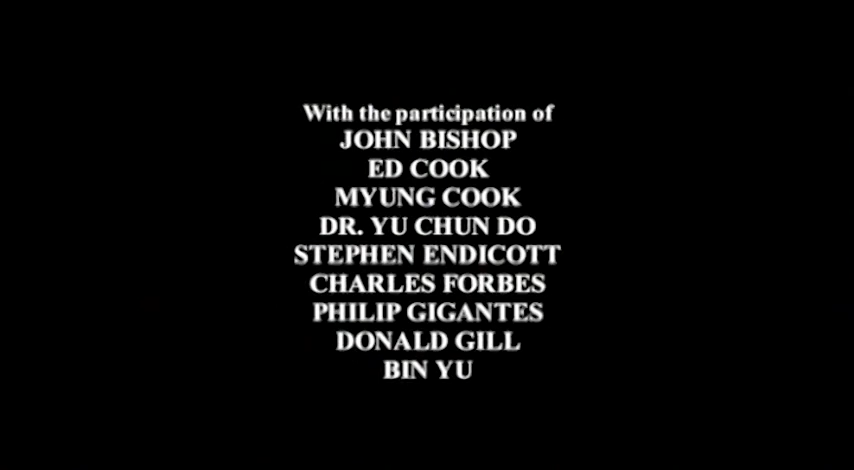 With the participation of
JOHN BISHOP
ED COOK
MYUNG COOK
DR. YU CHUN DO
STEPHEN ENDICOTT
CHARLES FORBES
PHILIP GIGANTES
DONALD GILL
BIN YU